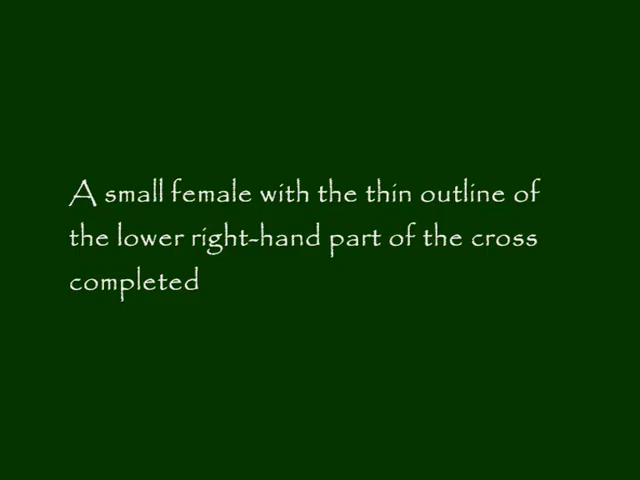 A small female with the thin outline of
the lower right-hand part of the cross
completed